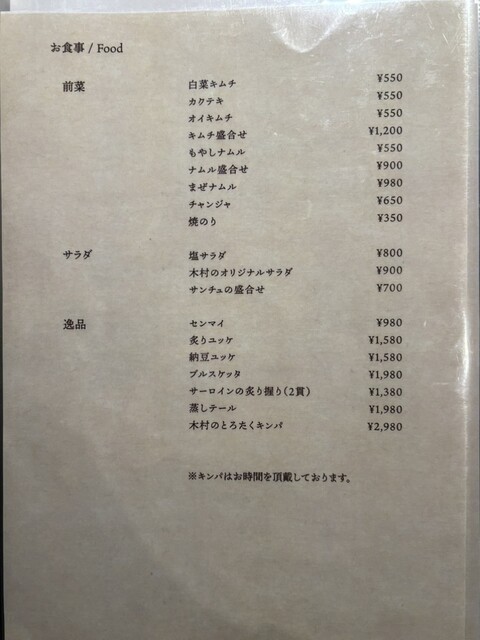 お食事 / Food
前菜 白菜キムチ ¥550
カクテキ ¥550
オイキムチ ¥550
キムチ盛合せ ¥1,200
もやしナムル ¥550
ナムル盛合せ ¥900
まぜナムル ¥980
チャンジャ ¥650
焼のり ¥350
サラダ 塩サラダ ¥800
木村のオリジナルサラダ ¥900
サンチュの盛合せ ¥700
逸品 センマイ ¥980
炙りユッケ ¥1,580
納豆ユッケ ¥1,580
ブルスケッタ ¥1,980
サーロインの炙り握り(2貫) ¥1,380
蒸しテール ¥1,980
木村のとろたくキンパ ¥2,980
※キンパはお時間を頂戴しております。